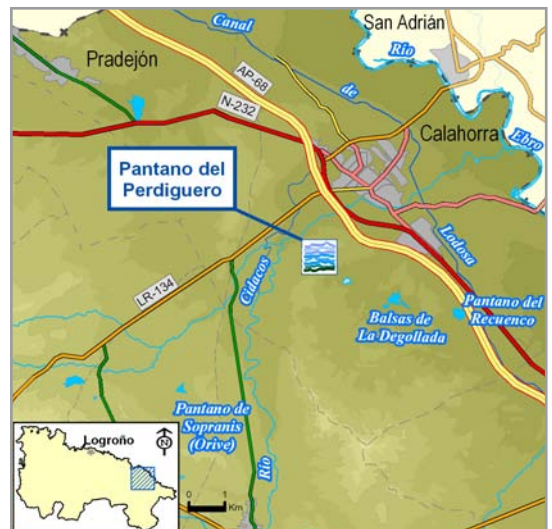 San Adrián
Canal
Río
Pradejón
AP-68
de
N-232
Calahorra
Ebro
Pantano del
Perdiguero
Lodosa
Cidacos
LR-134
Balsas de
La Degollada
Pantano del
Recuenco
Pantano de
Sopranis
(Orive)
Río
Logroño
N
0 1
Km